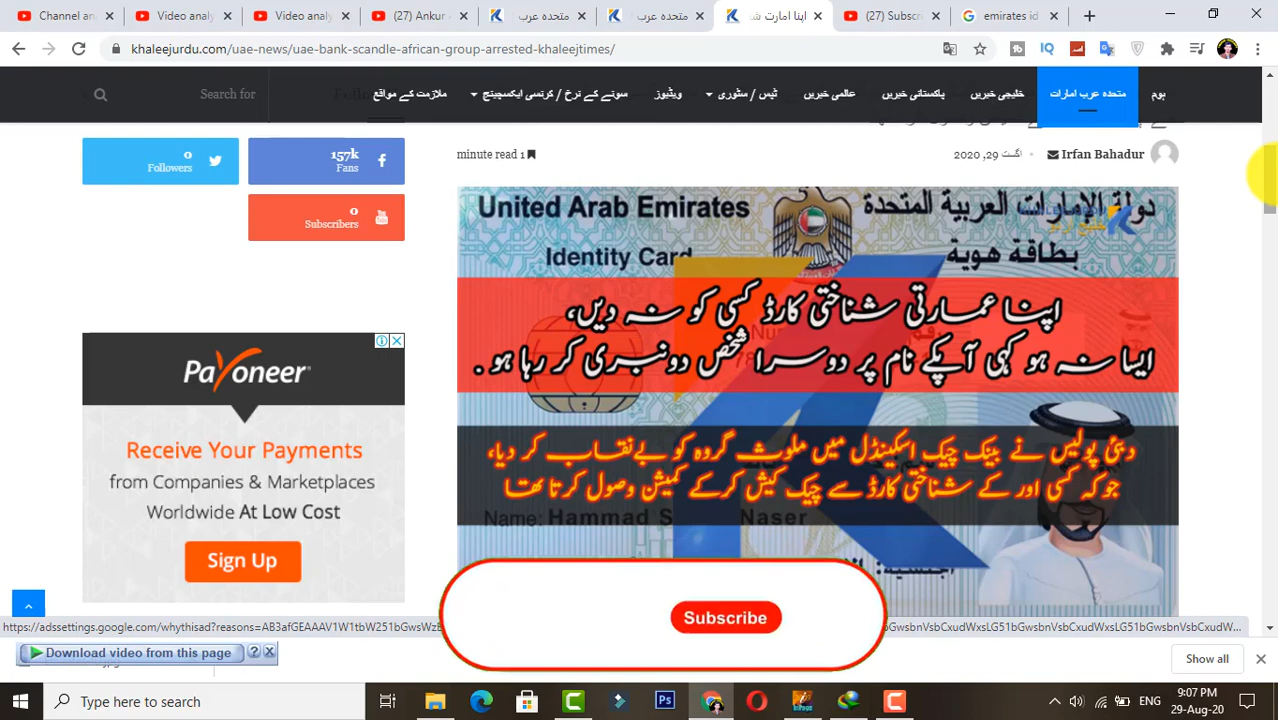 Channel an
Video anal
Video anal
(27) Ankur
متحدہ عرب
متحدہ عرب
اپنا امارت ش
(27) Subscr
emirates id
khaleejurdu.com/uae-news/uae-bank-scandle-african-group-arrested-khaleejtimes/
Search for
ہوم
متحدہ عرب امارات
خلیجی خبریں
پاکستانی خبریں
عالمی خبریں
ٹپس / سٹوری
ویڈیوز
سونے کے نرخ / کرنسی ایکسچینج
ملازمت کے مواقع
0
Followers
157k
Fans
0
Subscribers
Irfan Bahadur
اگست 29, 2020
1 minute read
United Arab Emirates
دولة الإمارات العربية المتحدة
Identity Card
بطاقة هوية
اپنا عمارتی شناختی کارڈ کسی کو نہ دیں،
ایسا نہ ہو کہی آپکے نام پر دوسرا شخص دونبری کر رہا ہو.
دبئی پولیس نے بینک چیک اسکینڈل میں ملوث گروہ کو بےنقاب کر دیا،
جو کہ کسی اور کے شناختی کارڈ سے چیک کیش کرکے کمیشن وصول کرتا تھا
Name: Hammad S Naser
Payoneer
Receive Your Payments
from Companies & Marketplaces
Worldwide At Low Cost
Sign Up
Subscribe
Download video from this page
Show all
Type here to search
Ps
ENG
9:07 PM
29-Aug-20